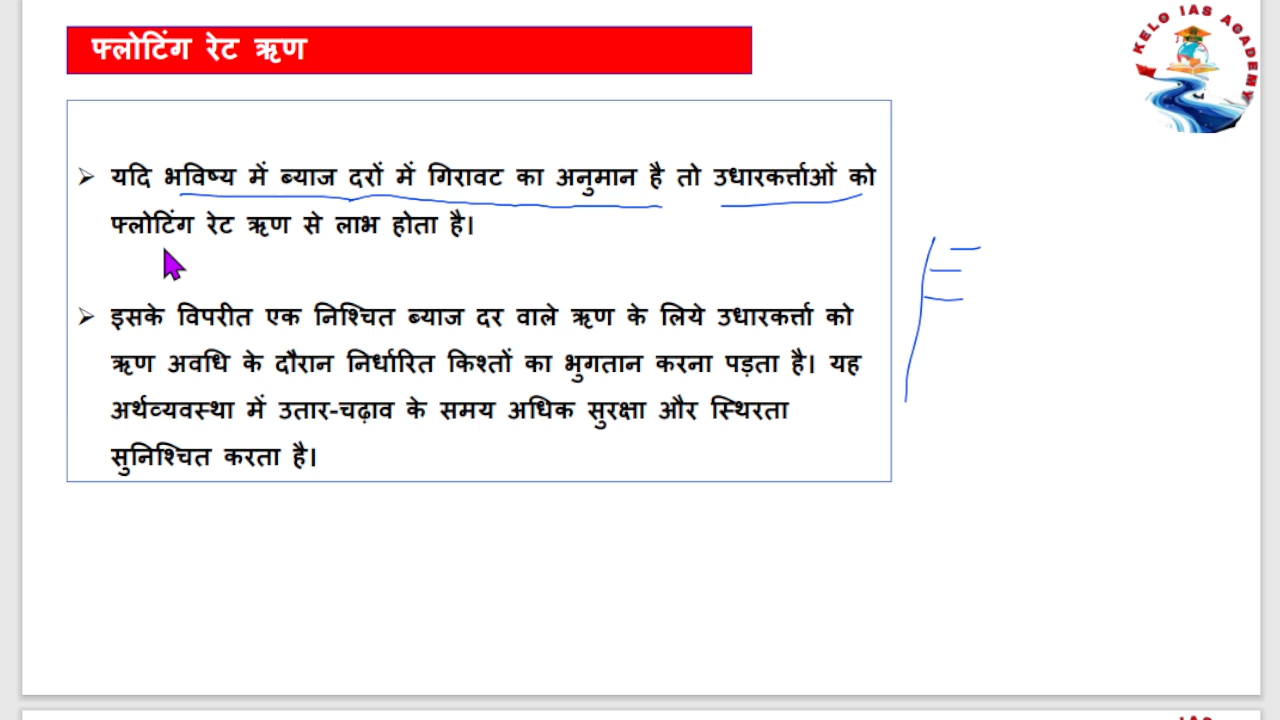 फ्लोटिंग रेट ऋण
KELO IAS ACADEMY
➢ यदि भविष्य में ब्याज दरों में गिरावट का अनुमान है तो उधारकर्त्ताओं को
फ्लोटिंग रेट ऋण से लाभ होता है।
➢ इसके विपरीत एक निश्चित ब्याज दर वाले ऋण के लिये उधारकर्त्ता को
ऋण अवधि के दौरान निर्धारित किश्तों का भुगतान करना पड़ता है। यह
अर्थव्यवस्था में उतार-चढ़ाव के समय अधिक सुरक्षा और स्थिरता
सुनिश्चित करता है।